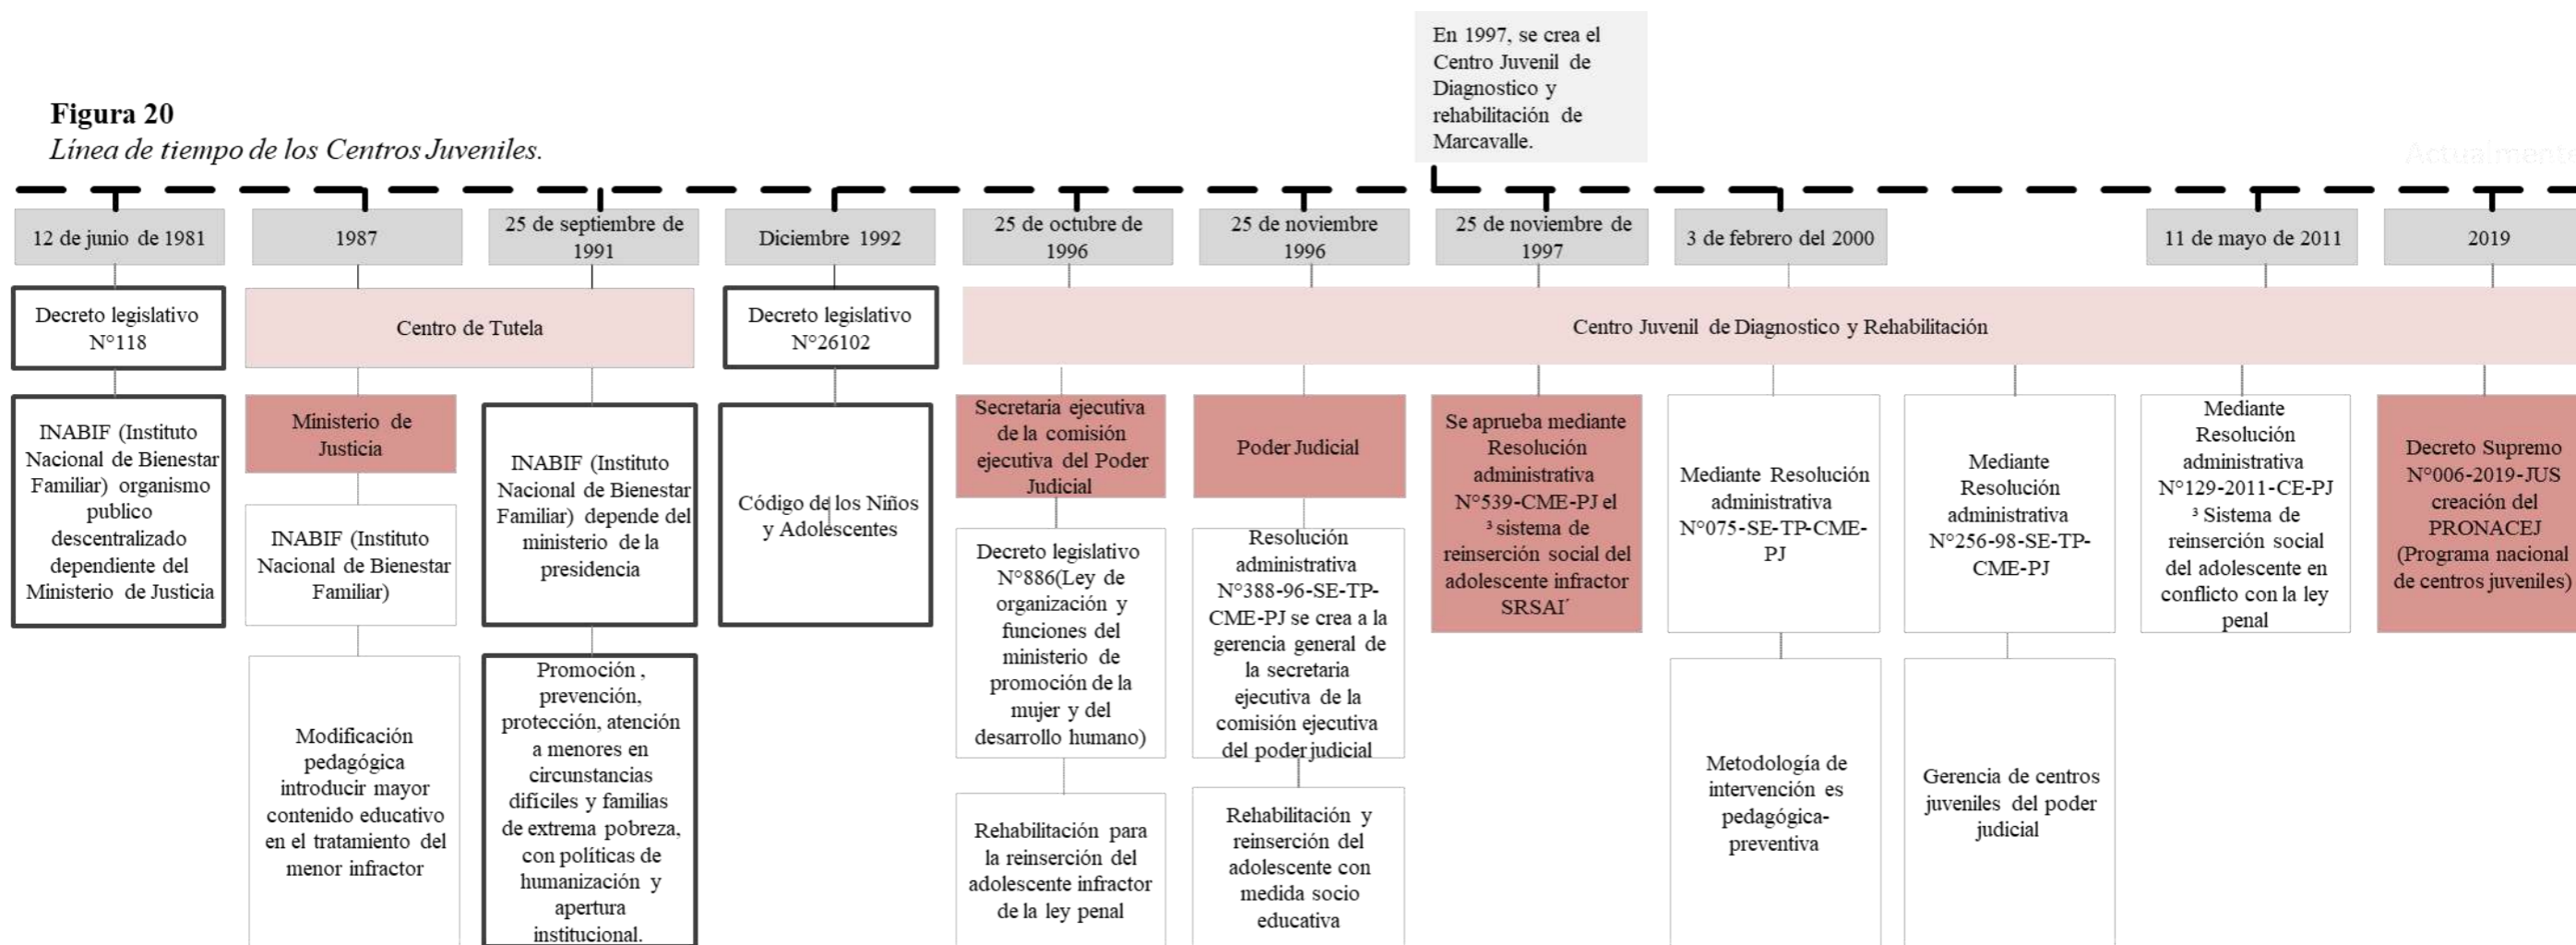 En 1997, se crea el
Centro Juvenil de
Diagnostico y
rehabilitación de
Marcavalle.
Figura 20
Línea de tiempo de los Centros Juveniles.
Actualmente
12 de junio de 1981
1987
25 de septiembre de
1991
Diciembre 1992
25 de octubre de
1996
25 de noviembre
1996
25 de noviembre de
1997
3 de febrero del 2000
11 de mayo de 2011
2019
Decreto legislativo
N°118
Centro de Tutela
Decreto legislativo
N°26102
Centro Juvenil de Diagnostico y Rehabilitación
INABIF (Instituto
Nacional de Bienestar
Familiar) organismo
publico
descentralizado
dependiente del
Ministerio de Justicia
Ministerio de
Justicia
INABIF (Instituto
Nacional de Bienestar
Familiar)
Modificación
pedagógica
introducir mayor
contenido educativo
en el tratamiento del
menor infractor
INABIF (Instituto
Nacional de Bienestar
Familiar) depende del
ministerio de la
presidencia
Promoción ,
prevención,
protección, atención
a menores en
circunstancias
difíciles y familias
de extrema pobreza,
con políticas de
humanización y
apertura
institucional.
Código de los Niños
y Adolescentes
Secretaria ejecutiva
de la comisión
ejecutiva del Poder
Judicial
Decreto legislativo
N°886(Ley de
organización y
funciones del
ministerio de
promoción de la
mujer y del
desarrollo humano)
Rehabilitación para
la reinserción del
adolescente infractor
de la ley penal
Poder Judicial
Resolución
administrativa
N°388-96-SE-TP-
CME-PJ se crea a la
gerencia general de
la secretaria
ejecutiva de la
comisión ejecutiva
del poder judicial
Rehabilitación y
reinserción del
adolescente con
medida socio
educativa
Se aprueba mediante
Resolución
administrativa
N°539-CME-PJ el
³ sistema de
reinserción social del
adolescente infractor
SRSAI´
Mediante Resolución
administrativa
N°075-SE-TP-CME-
PJ
Metodología de
intervención es
pedagógica-
preventiva
Mediante
Resolución
administrativa
N°256-98-SE-TP-
CME-PJ
Gerencia de centros
juveniles del poder
judicial
Mediante
Resolución
administrativa
N°129-2011-CE-PJ
³ Sistema de
reinserción social
del adolescente en
conflicto con la ley
penal
Decreto Supremo
N°006-2019-JUS
creación del
PRONACEJ
(Programa nacional
de centros juveniles)